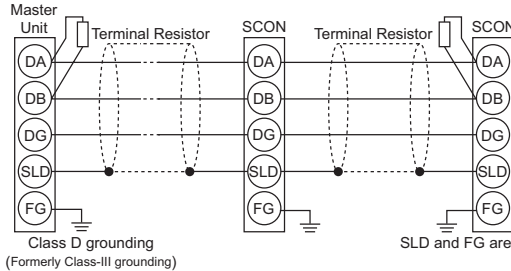 Master
Unit
Terminal Resistor
SCON
Terminal Resistor
SCON
DA
DA
DA
DB
DB
DB
DG
DG
DG
SLD
SLD
SLD
FG
FG
FG
Class D grounding
(Formerly Class-III grounding)
SLD and FG are